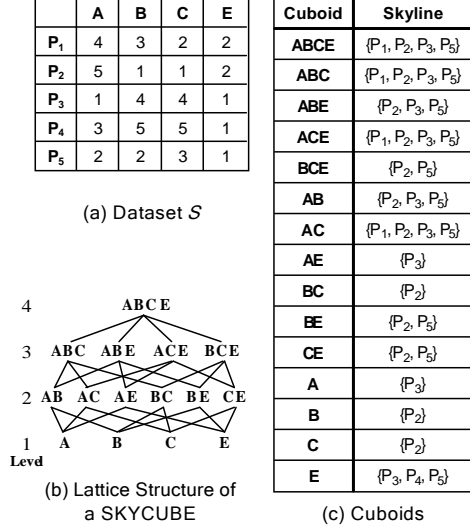 A B C E
P1 4 3 2 2
P2 5 1 1 2
P3 1 4 4 1
P4 3 5 5 1
P5 2 2 3 1
(a) Dataset S
4 ABCE
3 ABC ABE ACE BCE
2 AB AC AE BC BE CE
1 A B C E
Level
(b) Lattice Structure of
a SKYCUBE
Cuboid Skyline
ABCE {P1, P2, P3, P5}
ABC {P1, P2, P3, P5}
ABE {P2, P3, P5}
ACE {P1, P2, P3, P5}
BCE {P2, P5}
AB {P2, P3, P5}
AC {P1, P2, P3, P5}
AE {P3}
BC {P2}
BE {P2, P5}
CE {P2, P5}
A {P3}
B {P2}
C {P2}
E {P3, P4, P5}
(c) Cuboids